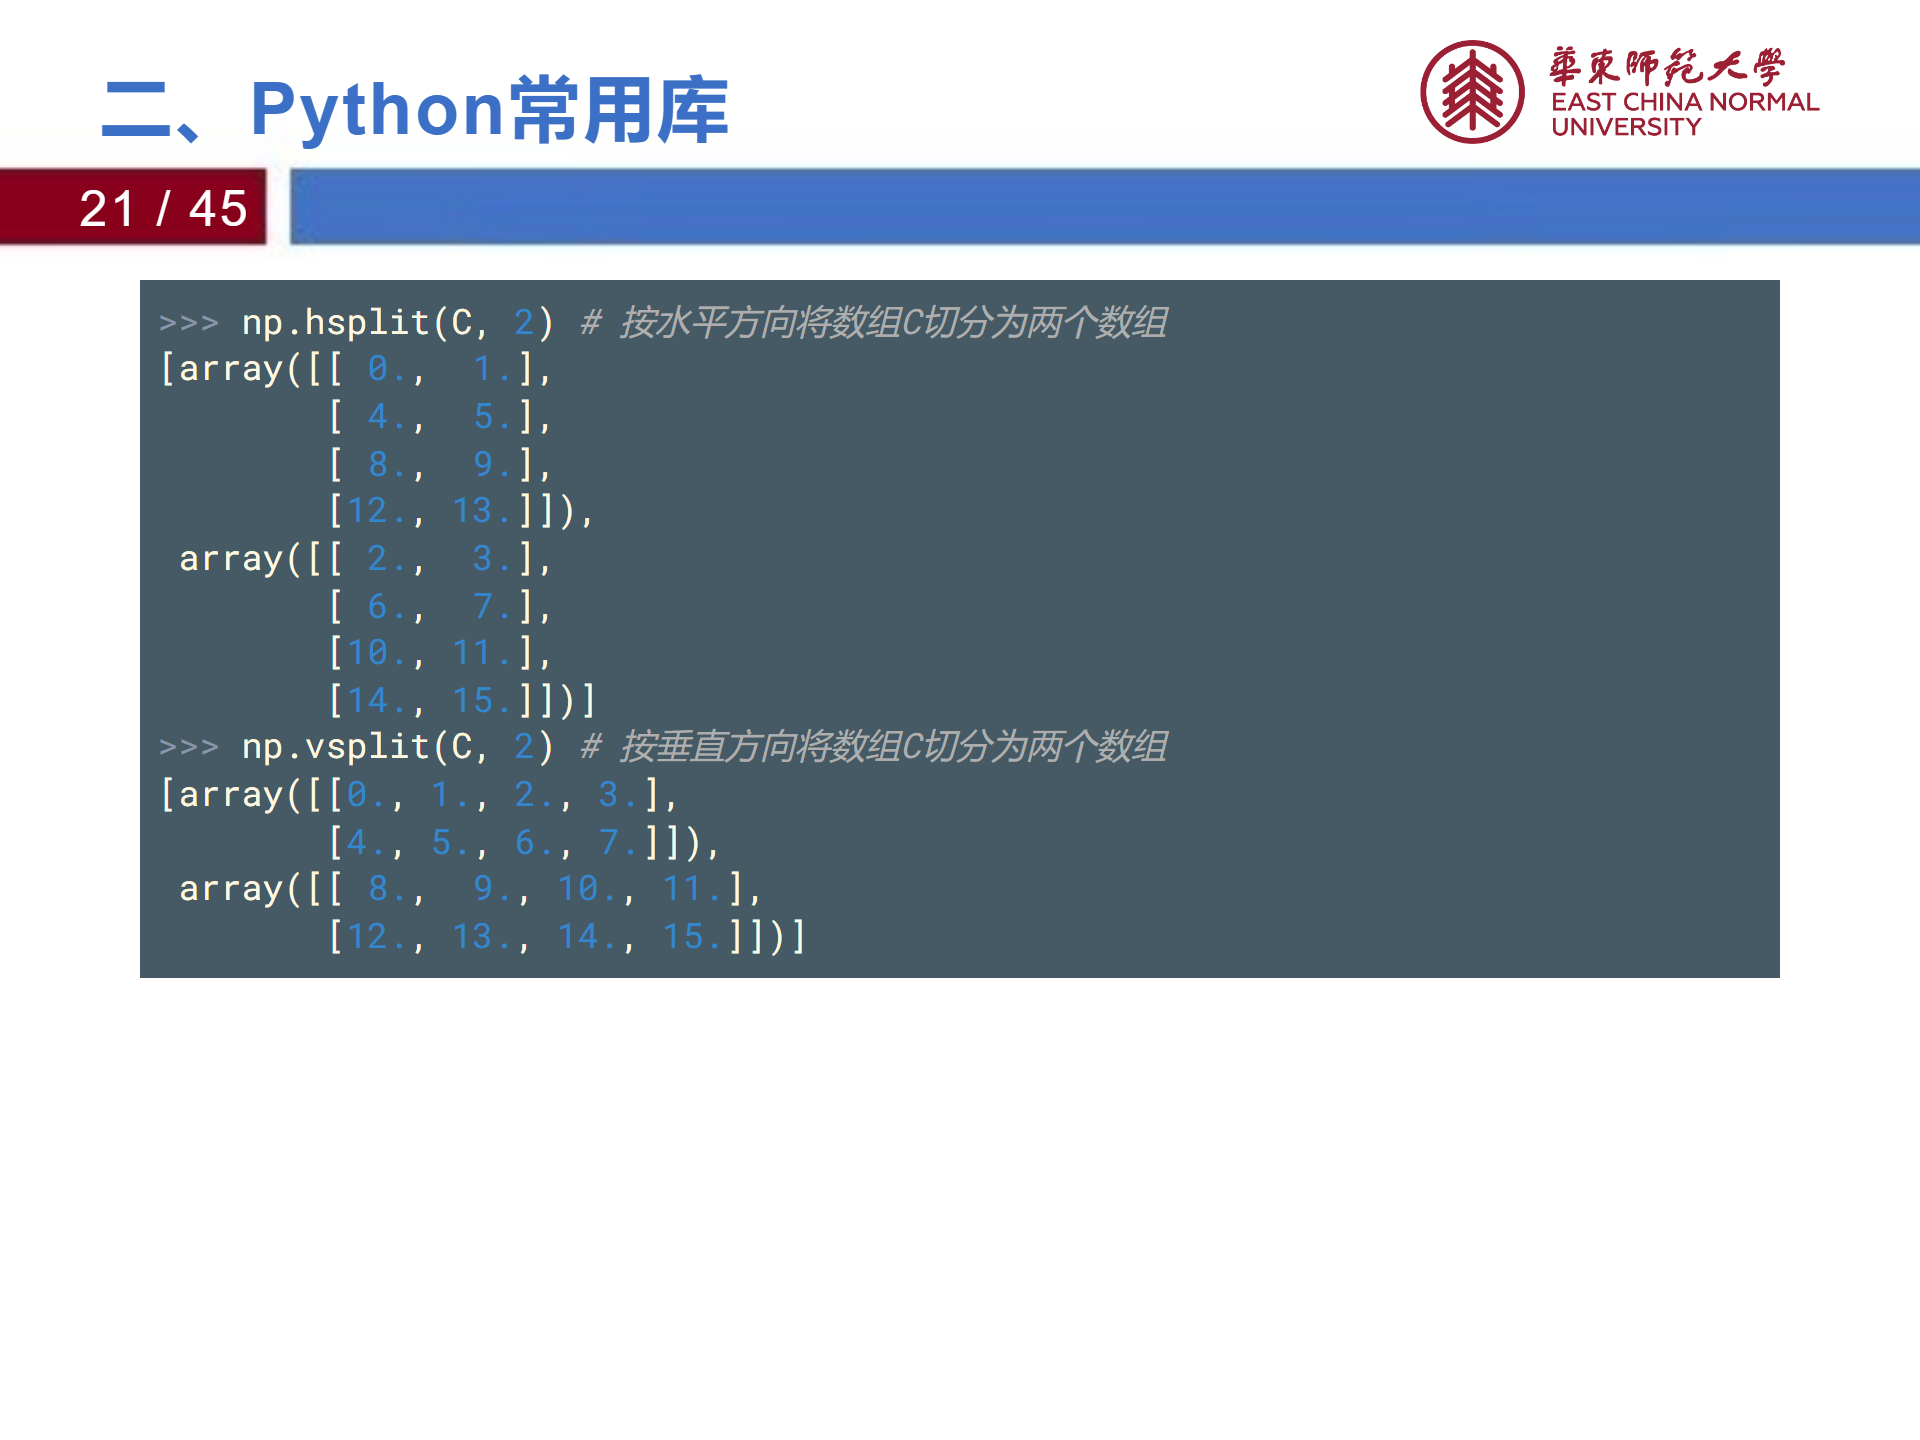 二、Python常用库
華東師範大學
EAST CHINA NORMAL
UNIVERSITY
21 / 45
>>> np.hsplit(C, 2) # 按水平方向将数组C切分为两个数组
[array([[ 0.,  1.],
        [ 4.,  5.],
        [ 8.,  9.],
        [12., 13.]]),
 array([[ 2.,  3.],
        [ 6.,  7.],
        [10., 11.],
        [14., 15.]])]
>>> np.vsplit(C, 2) # 按垂直方向将数组C切分为两个数组
[array([[0., 1., 2., 3.],
        [4., 5., 6., 7.]]),
 array([[ 8.,  9., 10., 11.],
        [12., 13., 14., 15.]])]